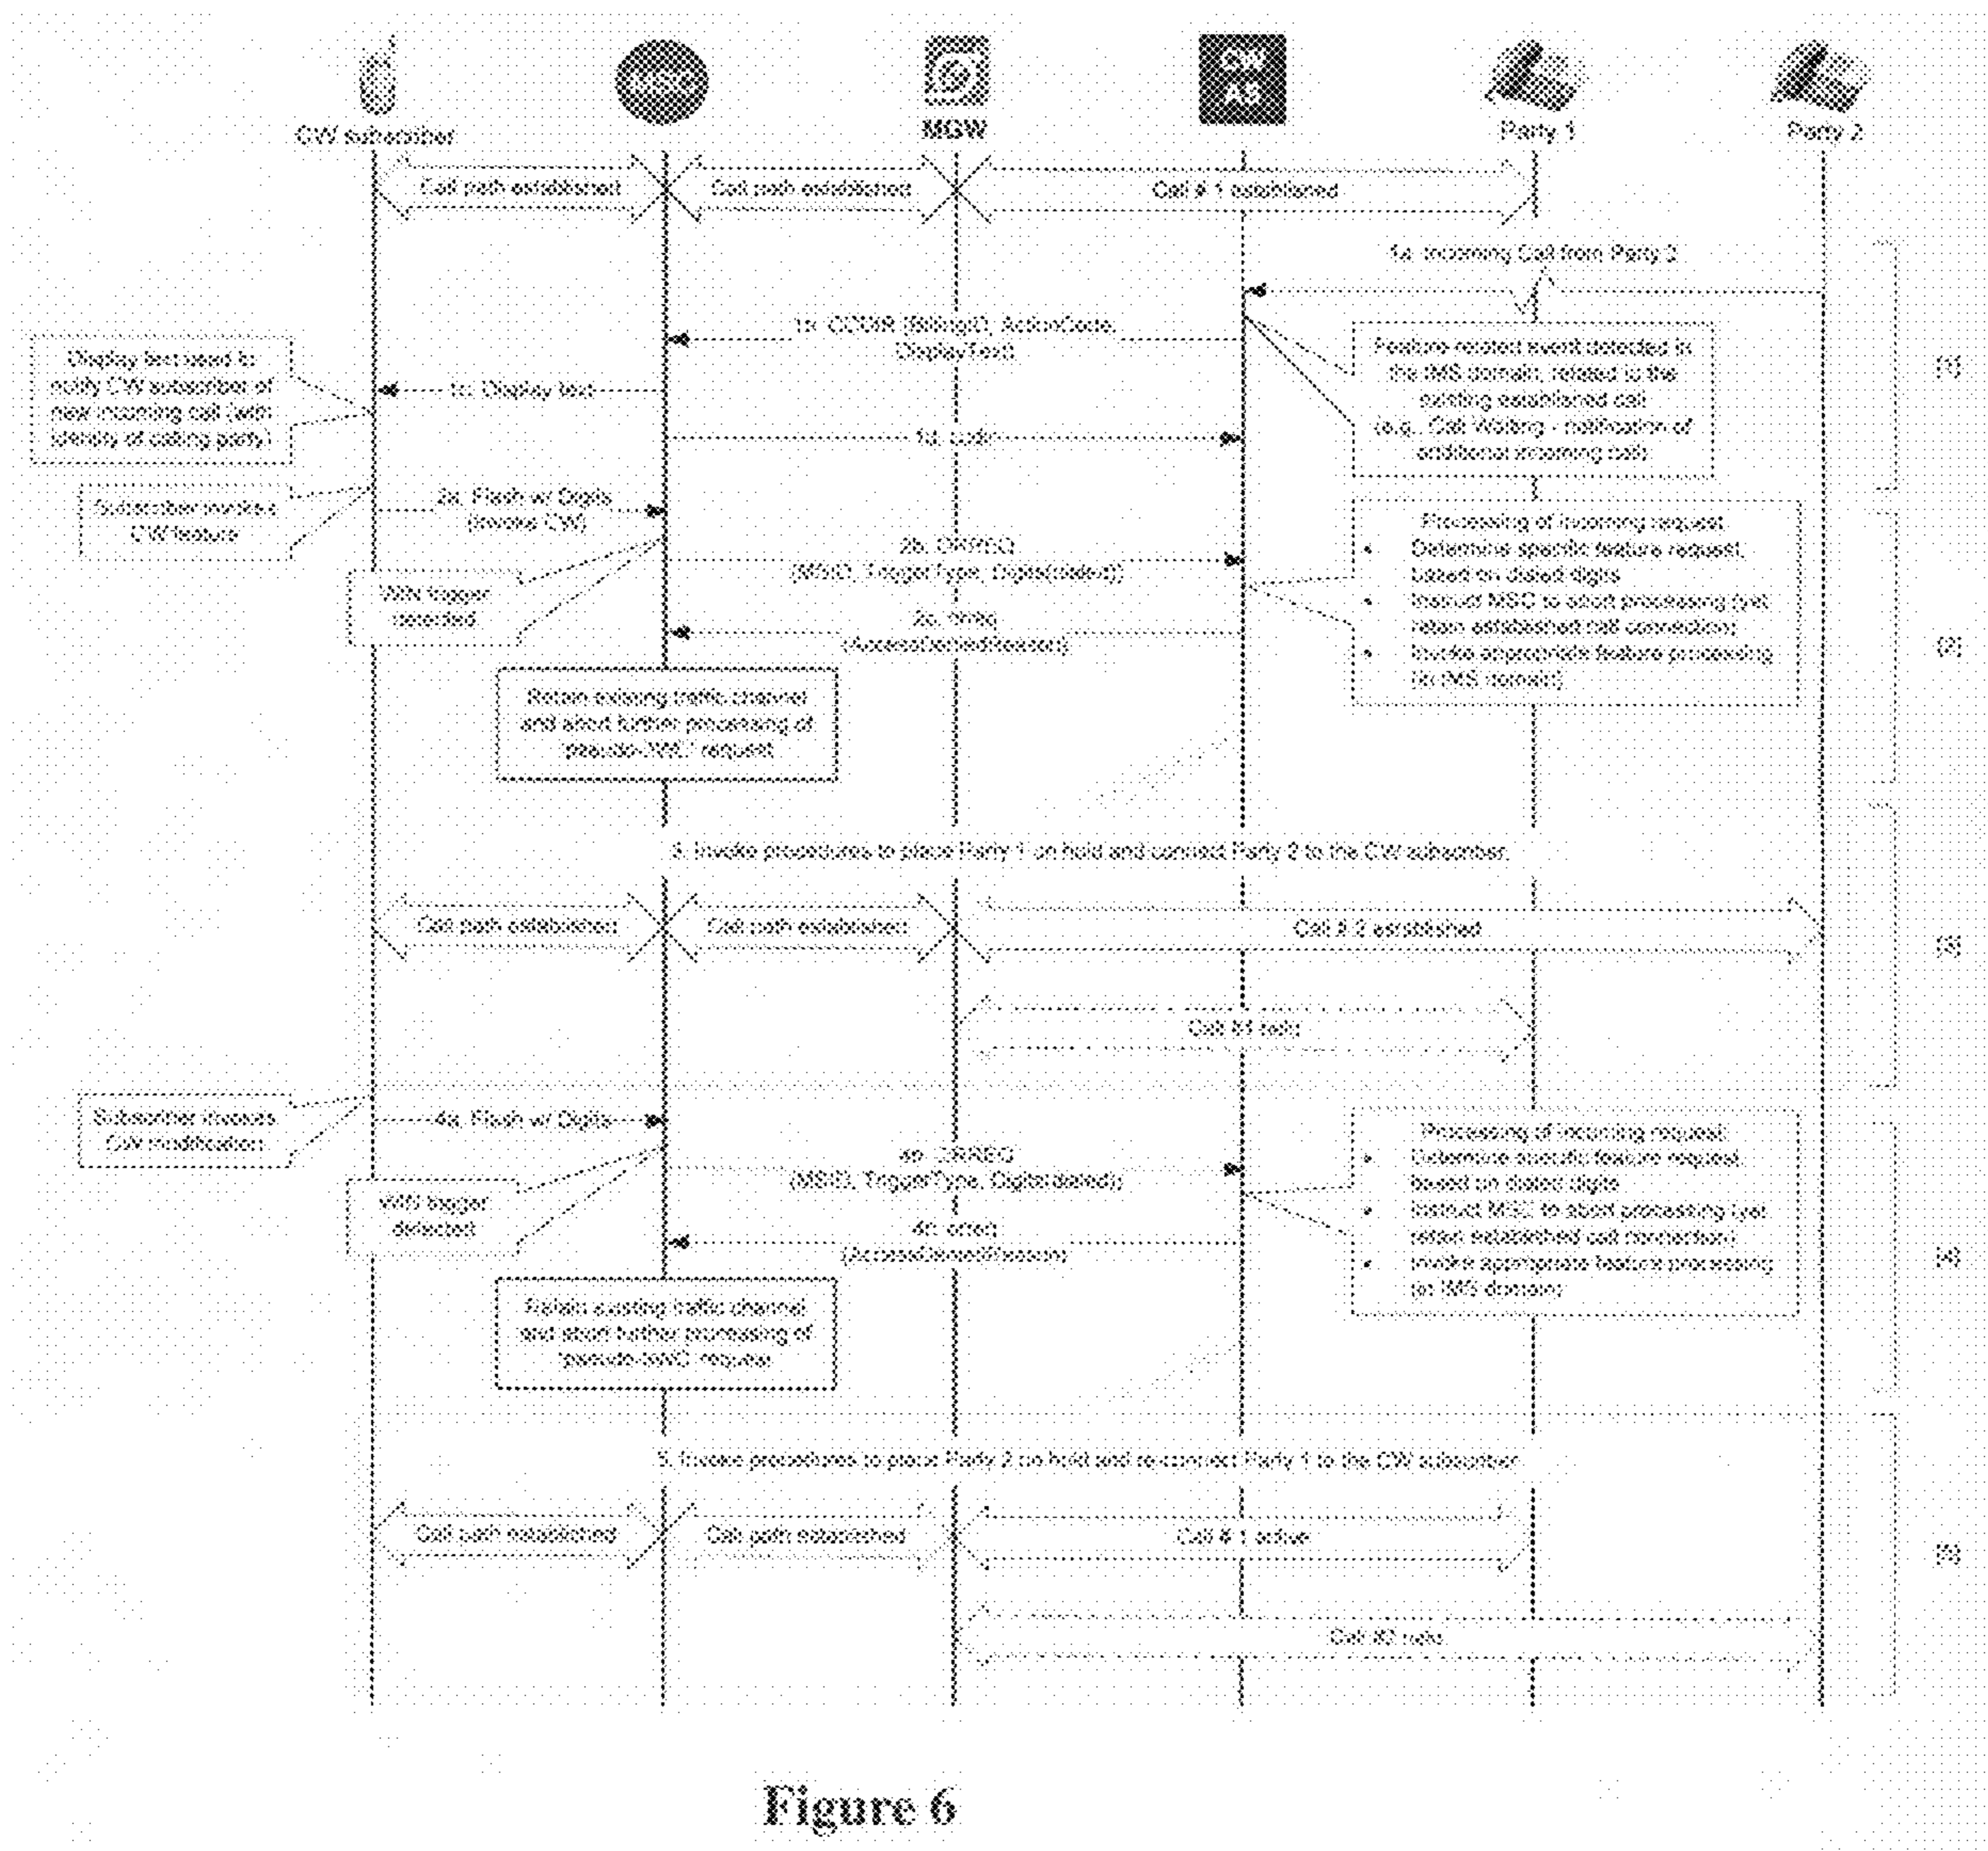 MSC
CW
AS
CW subscriber
MGW
Party 1
Party 2
Call path established
Call path established
Call # 1 established
1a. Incoming Call from Party 2
1b. CCDIR [BillingID, ActionCode,
DisplayText]
Feature-related event detected in
the IMS domain, related to the
existing established call
(e.g., Call Waiting - notification of
additional incoming call)
[1]
Display text used to
notify CW subscriber of
new incoming call (with
identity of calling party)
1c. Display text
1d. ccdir
Subscriber invokes
CW feature
2a. Flash w/ Digits
(invoke CW)
2b. ORREQ
[MSID, TriggerType, Digits(dialed)]
WIN trigger
detected
2c. orreq
[AccessDeniedReason]
Processing of incoming request
• Determine specific feature request,
based on dialed digits
• Instruct MSC to abort processing (yet
retain established call connection)
• Invoke appropriate feature processing
(in IMS domain)
[2]
Retain existing traffic channel
and abort further processing of
request
3. Invoke procedures to place Party 1 on hold and connect Party 2 to the CW subscriber.
Call path established
Call path established
Call # 2 established
[3]
Call #1 held
Subscriber invokes
CW modification
4a. Flash w/ Digits
4b. ORREQ
[MSID, TriggerType, Digits(dialed)]
WIN trigger
detected
4c. orreq
[AccessDeniedReason]
Processing of incoming request
• Determine specific feature request,
based on dialed digits
• Instruct MSC to abort processing (yet
retain established call connection)
• Invoke appropriate feature processing
(in IMS domain)
[4]
Retain existing traffic channel
and abort further processing of
request
5. Invoke procedures to place Party 2 on hold and re-connect Party 1 to the CW subscriber.
Call path established
Call path established
Call # 1 active
[5]
Call #2 held
Figure 6